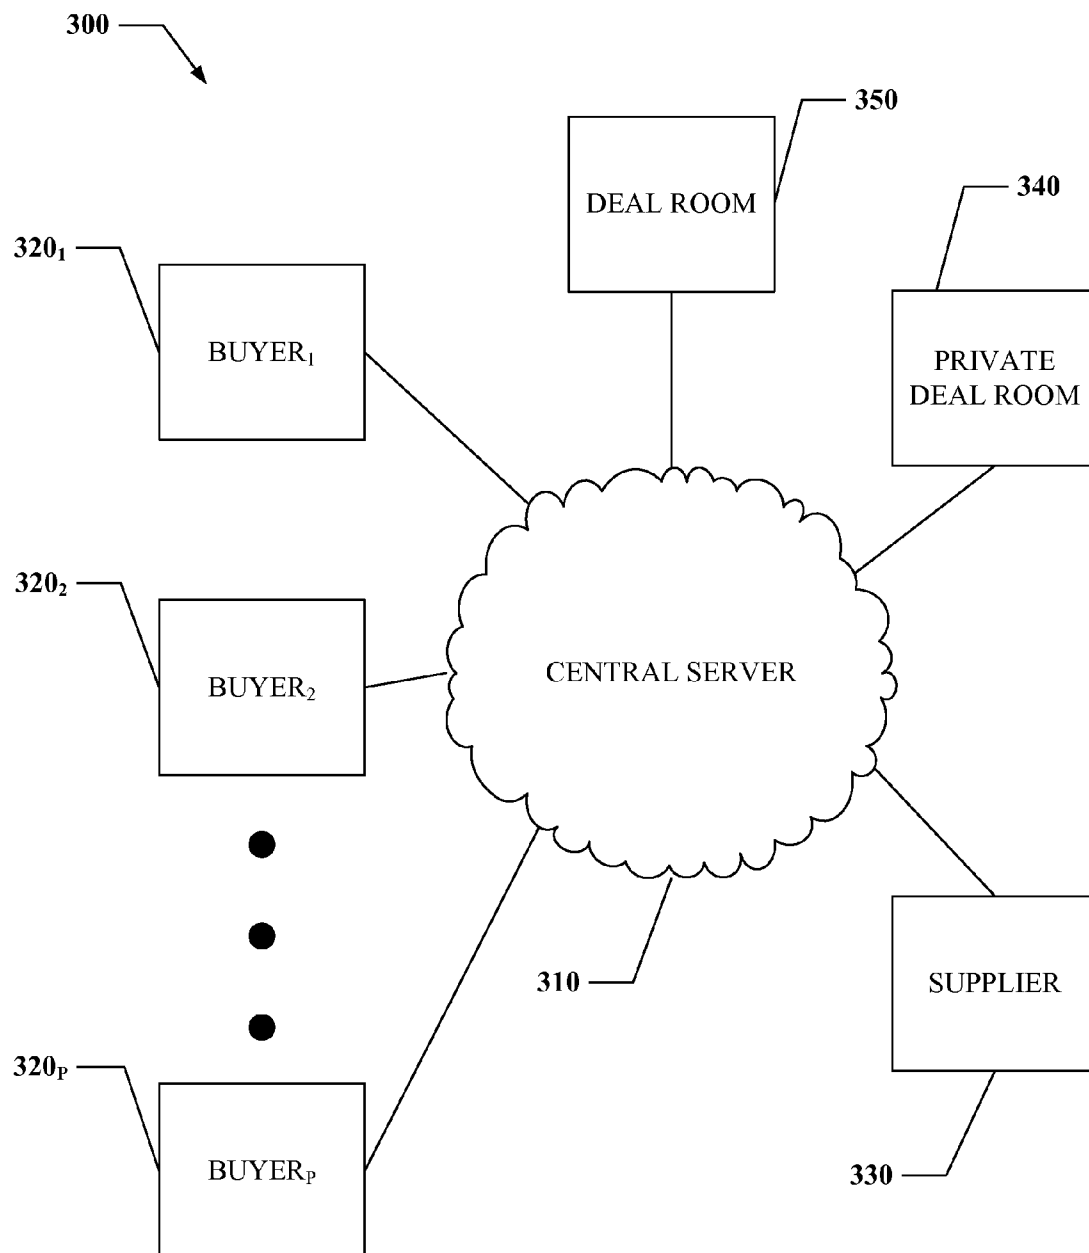 300
350
DEAL ROOM
340
320₁
BUYER₁
PRIVATE
DEAL ROOM
320₂
BUYER₂
CENTRAL SERVER
310
SUPPLIER
320ₚ
BUYERₚ
330